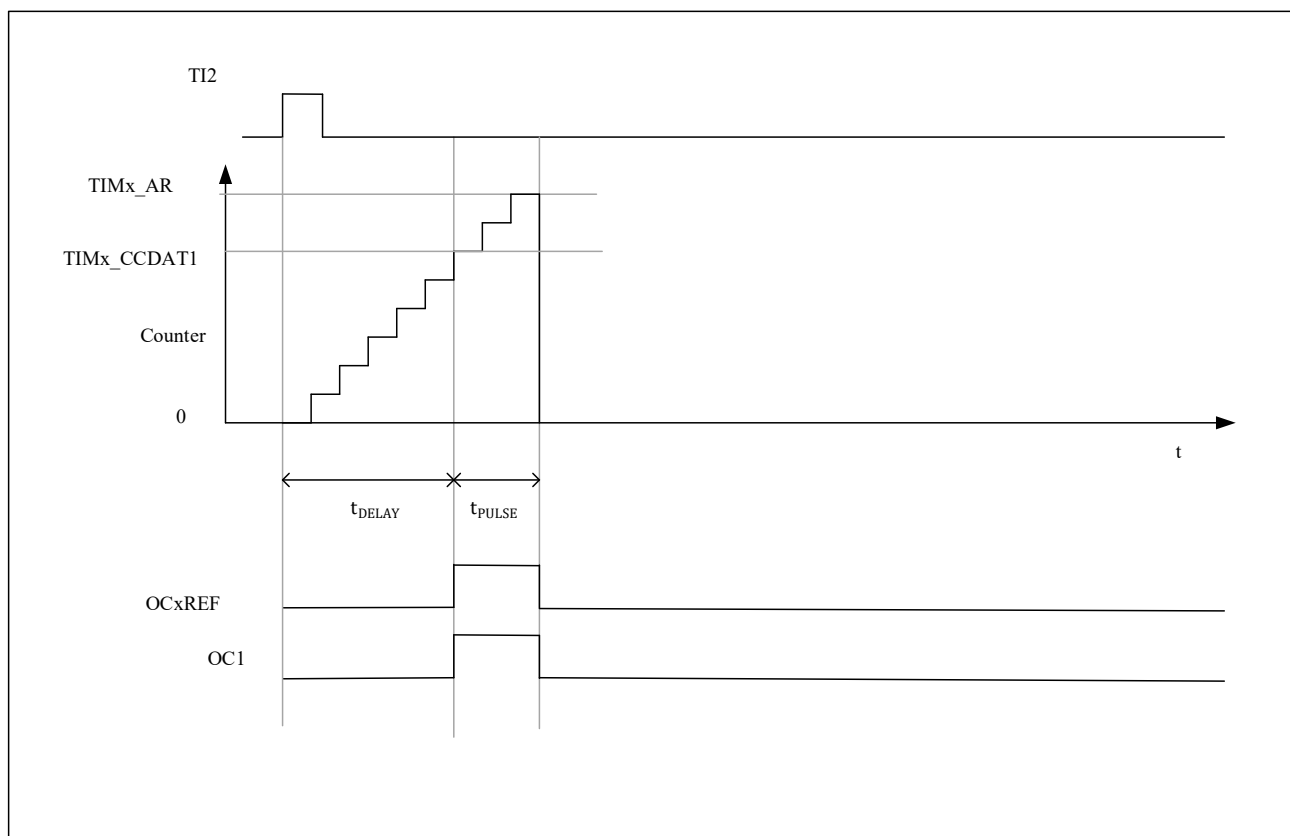 TI2
TIMx_AR
TIMx_CCDAT1
Counter
0
t
tDELAY
tPULSE
OCxREF
OC1